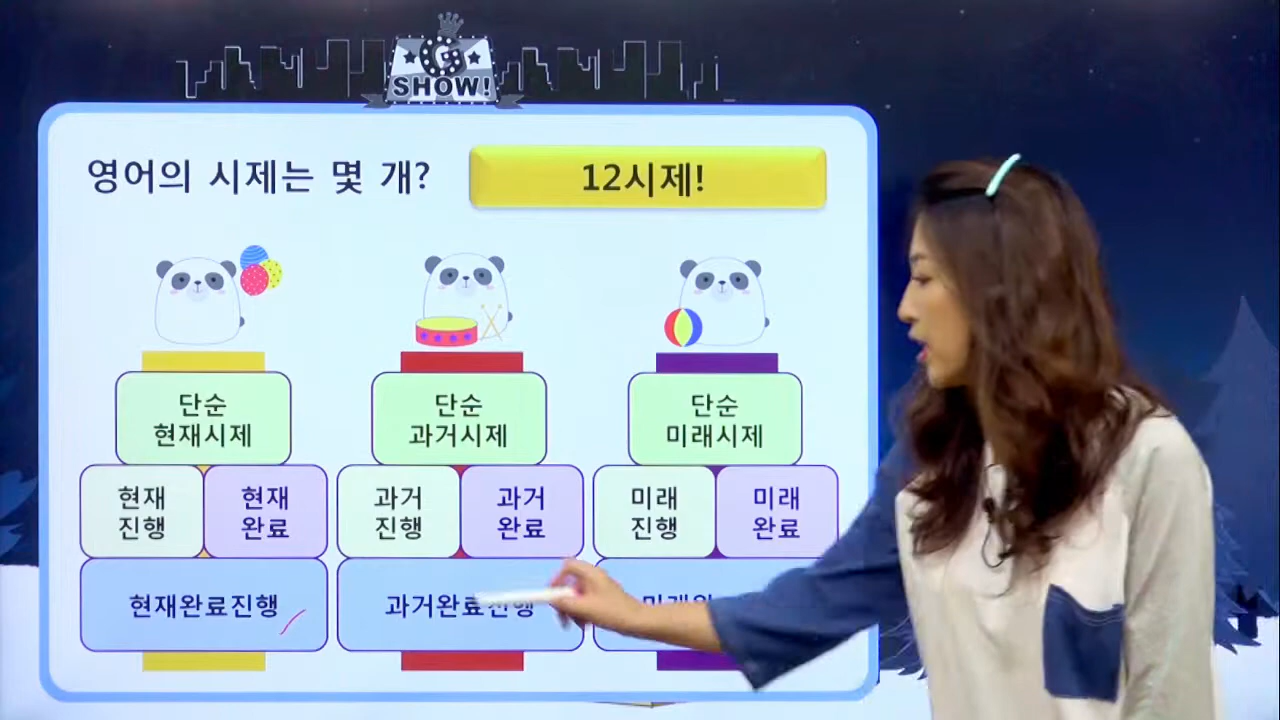 G
SHOW!
영어의 시제는 몇 개?
12시제!
단순
현재시제
단순
과거시제
단순
미래시제
현재
진행
현재
완료
과거
진행
과거
완료
미래
진행
미래
완료
현재완료진행
과거완료진행